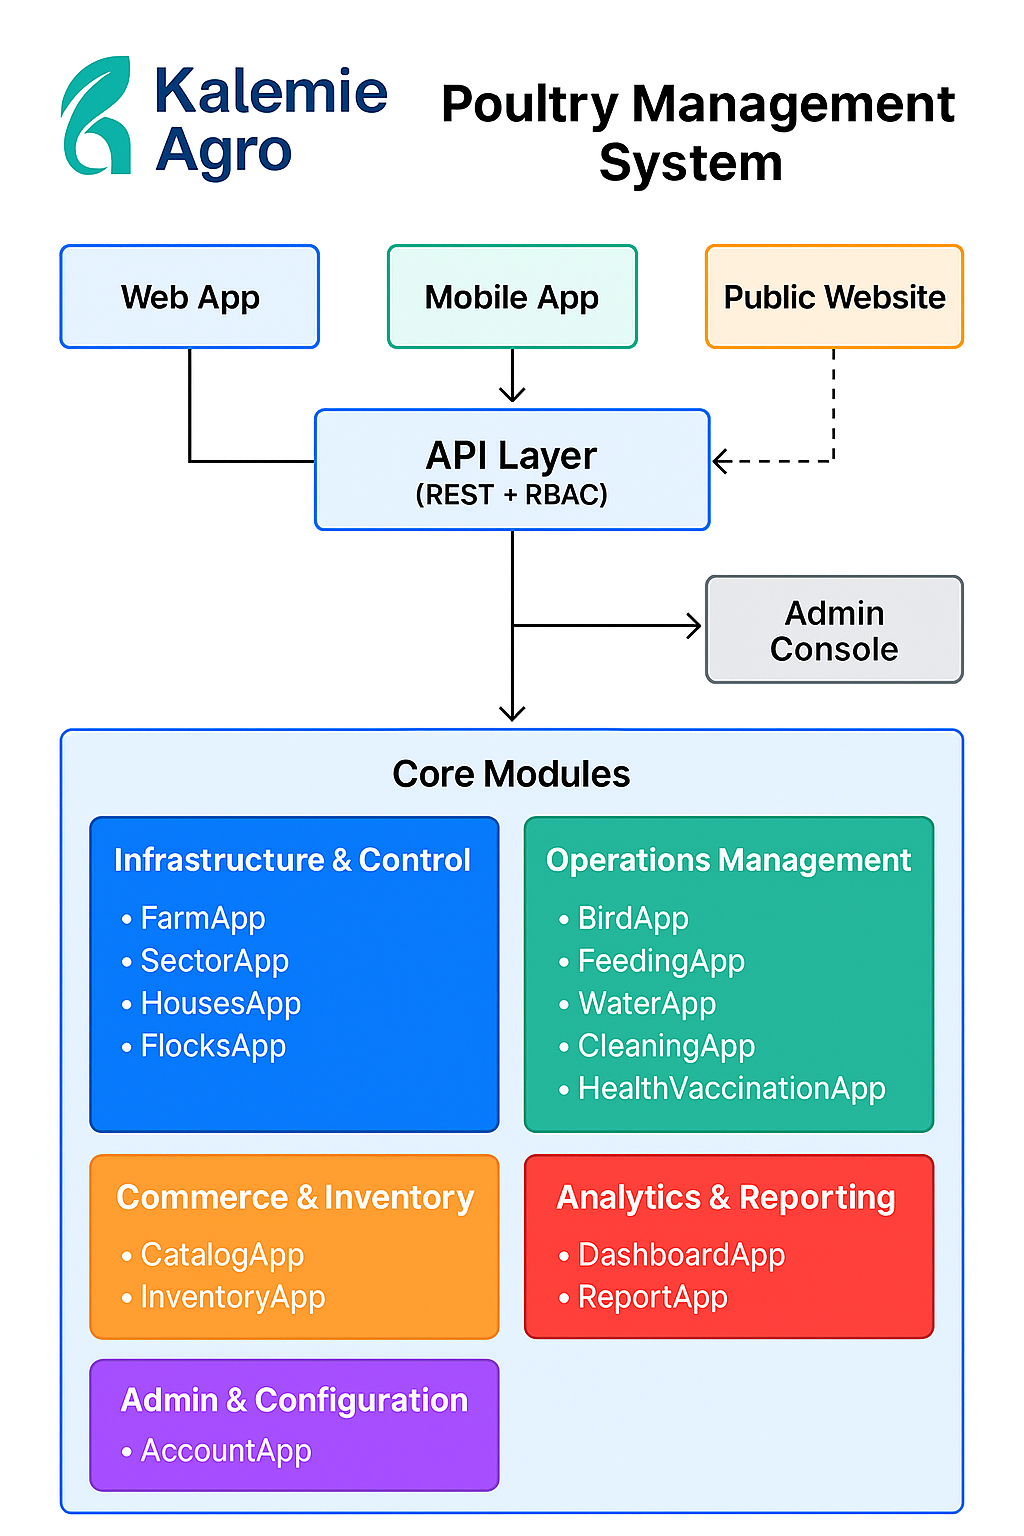 Kalemie
Agro
Poultry Management
System
Web App
Mobile App
Public Website
API Layer
(REST + RBAC)
Admin
Console
Core Modules
Infrastructure & Control
• FarmApp
• SectorApp
• HousesApp
• FlocksApp
Operations Management
• BirdApp
• FeedingApp
• WaterApp
• CleaningApp
• HealthVaccinationApp
Commerce & Inventory
• CatalogApp
• InventoryApp
Analytics & Reporting
• DashboardApp
• ReportApp
Admin & Configuration
• AccountApp